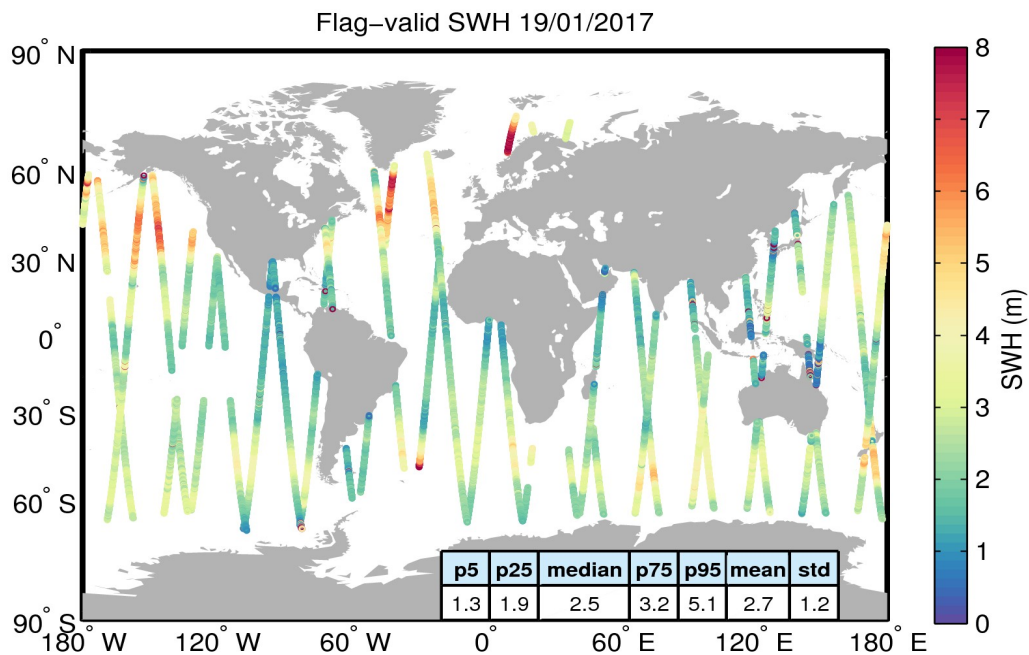 Flag−valid SWH 19/01/2017
90° N
60° N
30° N
0°
30° S
60° S
90° S
180° W
120° W
60° W
0°
60° E
120° E
180° E
p5 p25 median p75 p95 mean std
1.3 1.9 2.5 3.2 5.1 2.7 1.2
8
7
6
5
4
3
2
1
0
SWH (m)